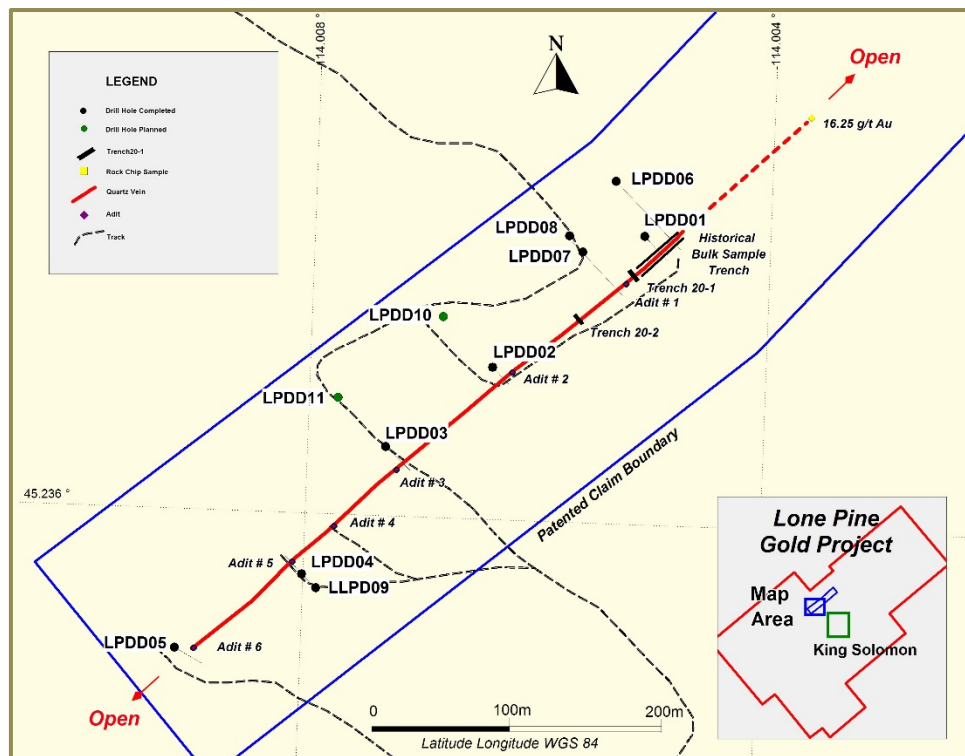 114.008 °
-114.004 °
N
Open
16.25 g/t Au
LEGEND
Drill Hole Completed
Drill Hole Planned
Trench20-1
Rock Chip Sample
Quartz Vein
Adit
Track
LPDD06
LPDD01
LPDD08
LPDD07
Historical
Bulk Sample
Trench
Trench 20-1
Adit # 1
LPDD10
Trench 20-2
LPDD02
Adit # 2
LPDD11
LPDD03
Adit # 3
Patented Claim Boundary
45.236 °
Adit # 4
Adit # 5
LPDD04
LLPD09
LPDD05
Adit # 6
Open
0
100m
200m
Latitude Longitude WGS 84
Lone Pine
Gold Project
Map
Area
King Solomon